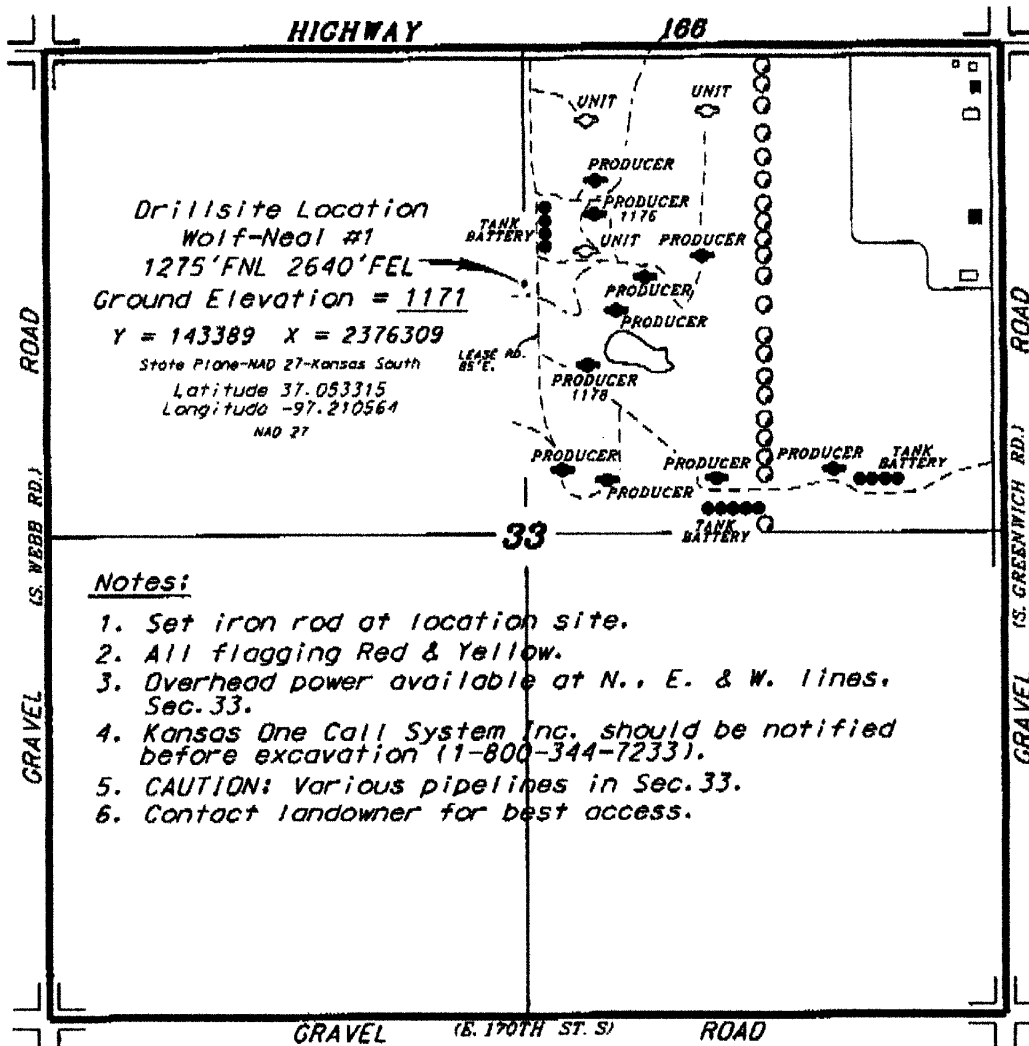 HIGHWAY 166
UNIT
UNIT
PRODUCER
PRODUCER
1176
TANK
BATTERY
UNIT
PRODUCER
PRODUCER
PRODUCER
Drillsite Location
Wolf-Neal #1
1275'FNL 2640'FEL
Ground Elevation = 1171
Y = 143389 X = 2376309
State Plane-NAD 27-Kansas South
Latitude 37.053315
Longitude -97.210564
NAD 27
LEASE RD.
85'E.
PRODUCER
1178
PRODUCER
PRODUCER
PRODUCER
PRODUCER
TANK
BATTERY
TANK
BATTERY
33
GRAVEL (S. WEBB RD.) ROAD
GRAVEL (S. GREENWICH RD.) ROAD
Notes:
1. Set iron rod at location site.
2. All flagging Red & Yellow.
3. Overhead power available at N., E. & W. lines,
Sec.33.
4. Kansas One Call System Inc. should be notified
before excavation (1-800-344-7233).
5. CAUTION: Various pipelines in Sec.33.
6. Contact landowner for best access.
GRAVEL (E. 170TH ST. S) ROAD